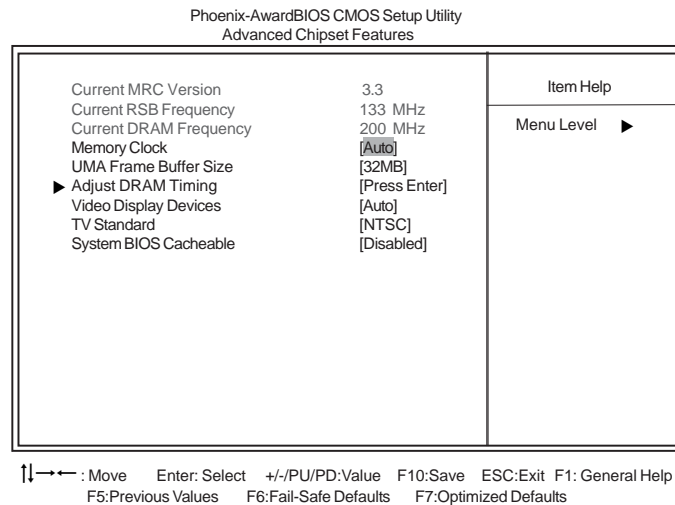 Phoenix-AwardBIOS CMOS Setup Utility
Advanced Chipset Features
Current MRC Version 3.3
Current RSB Frequency 133 MHz
Current DRAM Frequency 200 MHz
Memory Clock [Auto]
UMA Frame Buffer Size [32MB]
▶ Adjust DRAM Timing [Press Enter]
Video Display Devices [Auto]
TV Standard [NTSC]
System BIOS Cacheable [Disabled]
Item Help
Menu Level ▶
↑↓→← : Move Enter: Select +/-/PU/PD:Value F10:Save ESC:Exit F1: General Help
F5:Previous Values F6:Fail-Safe Defaults F7:Optimized Defaults